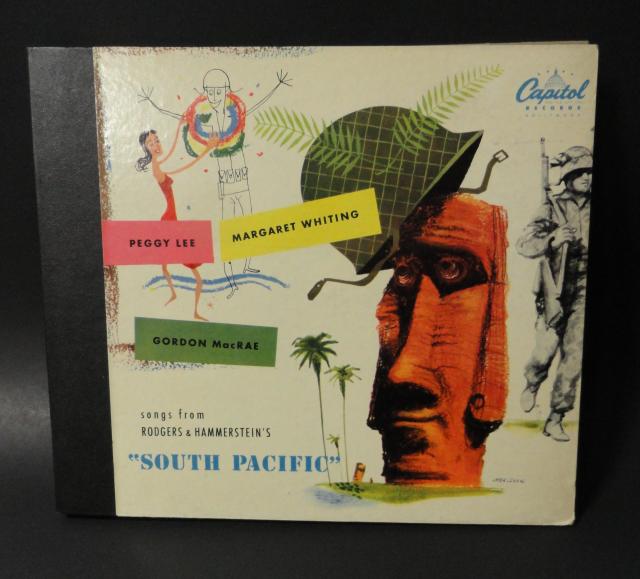 Capitol
RECORDS
PEGGY LEE
MARGARET WHITING
GORDON MacRAE
songs from
RODGERS & HAMMERSTEIN'S
"SOUTH PACIFIC"